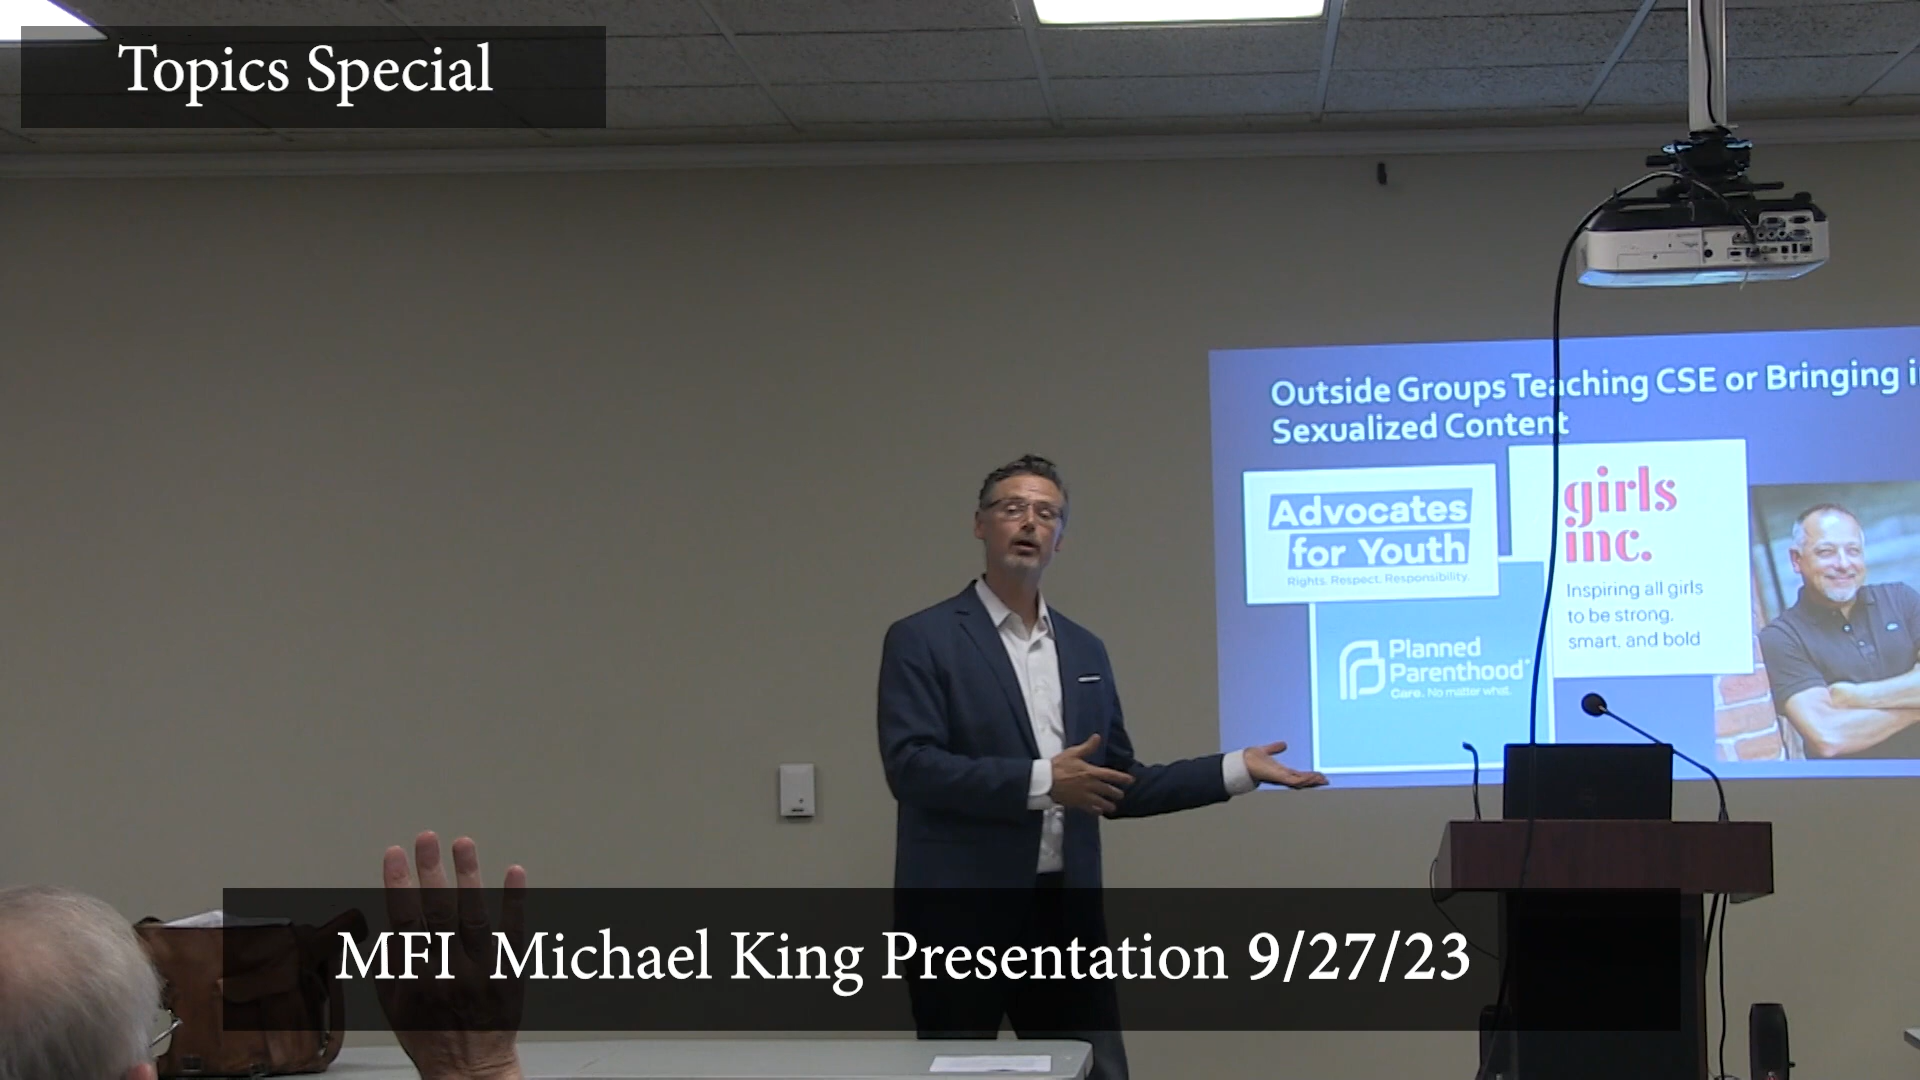 Topics Special
Outside Groups Teaching CSE or Bringing
Sexualized Content
Advocates
for Youth
Rights. Respect. Responsibility.
girls
inc.
Inspiring all girls
to be strong,
smart, and bold
Planned
Parenthood®
Care. No matter what.
MFI Michael King Presentation 9/27/23